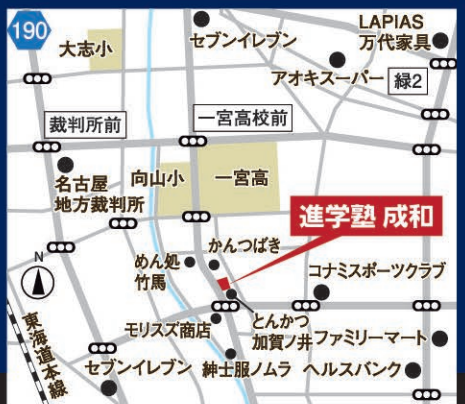 190
大志小
セブンイレブン
LAPIAS
万代家具
アオキスーパー
緑2
裁判所前
一宮高校前
名古屋
地方裁判所
向山小
一宮高
進学塾 成和
かんつばき
めん処
竹馬
コナミスポーツクラブ
N
モリスズ商店
とんかつ
加賀ノ井
ファミリーマート
東海道本線
セブンイレブン
紳士服ノムラ
ヘルスバンク